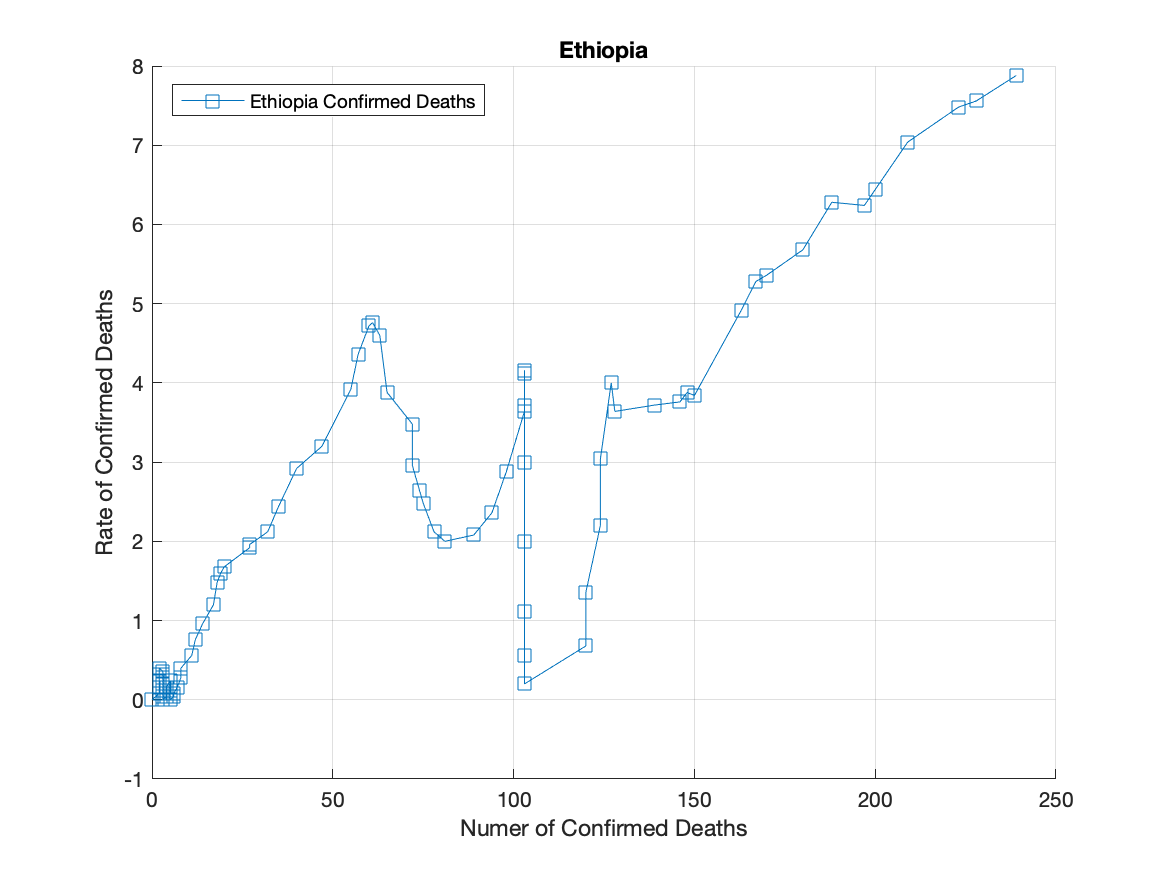 Ethiopia
Ethiopia Confirmed Deaths
8
7
6
5
4
3
2
1
0
-1
Rate of Confirmed Deaths
0 50 100 150 200 250
Numer of Confirmed Deaths